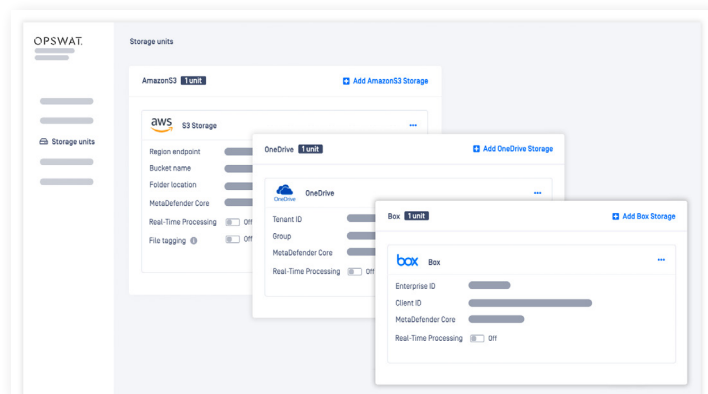 OPSWAT.
Storage units
Storage units
AmazonS3 1 unit
Add AmazonS3 Storage
aws S3 Storage
Region endpoint
Bucket name
Folder location
MetaDefender Core
Real-Time Processing Off
File tagging Off
OneDrive 1 unit
Add OneDrive Storage
OneDrive OneDrive
Tenant ID
Group
MetaDefender Core
Real-Time Processing Off
Box 1 unit
Add Box Storage
box Box
Enterprise ID
Client ID
MetaDefender Core
Real-Time Processing Off